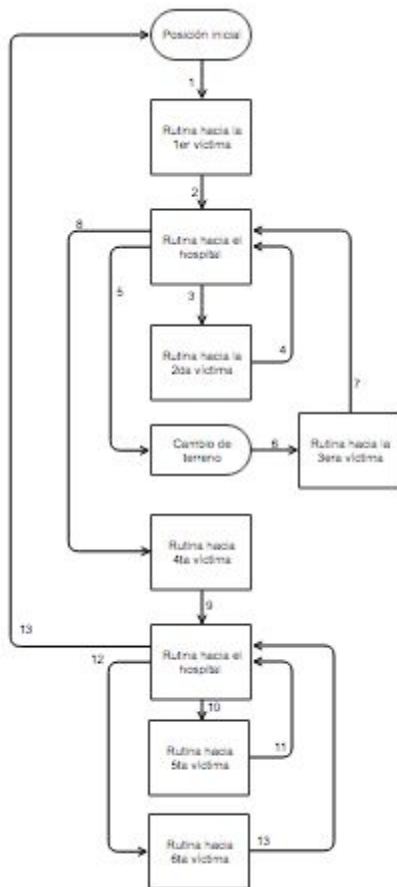 Posición inicial
1
Rutina hacia la
1er víctima
2
Rutina hacia el
hospital
8
5
3
4
Rutina hacia la
2da víctima
7
Cambio de
terreno
6
Rutina hacia la
3era víctima
Rutina hacia
4ta víctima
9
Rutina hacia el
hospital
13
12
10
11
Rutina hacia
5ta víctima
Rutina hacia
6ta víctima
13